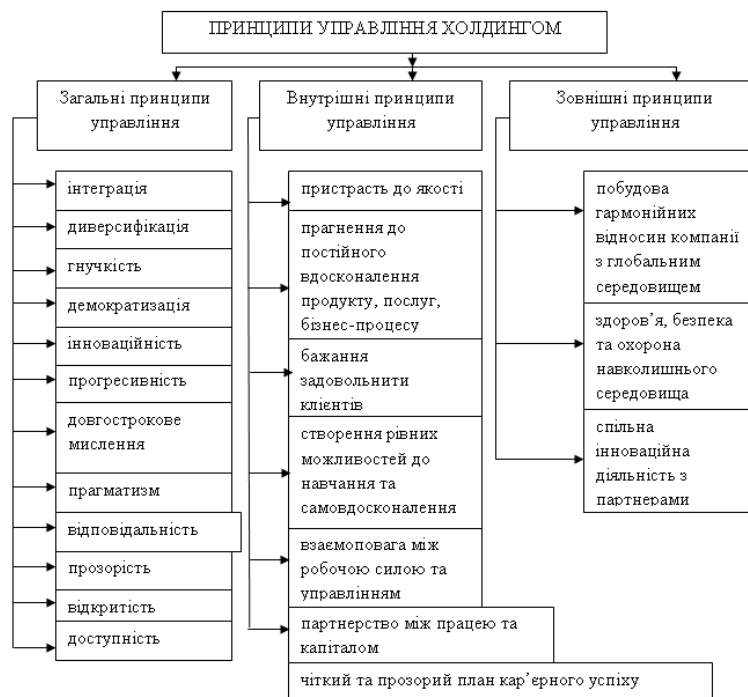 ПРИНЦИПИ УПРАВЛІННЯ ХОЛДИНГОМ
Загальні принципи
управління
інтеграція
диверсифікація
гнучкість
демократизація
інноваційність
прогресивність
довгострокове
мислення
прагматизм
відповідальність
прозорість
відкритість
доступність
Внутрішні принципи
управління
пристрасть до якості
прагнення до
постійного
вдосконалення
продукту, послуг,
бізнес-процесу
бажання
задовольнити
клієнтів
створення рівних
можливостей до
навчання та
самовдосконалення
взаємоповага між
робочою силою та
управлінням
партнерство між працею та
капіталом
чіткий та прозорий план кар’єрного успіху
Зовнішні принципи
управління
побудова
гармонійних
відносин компанії
з глобальним
середовищем
здоров’я, безпека
та охорона
навколишнього
середовища
спільна
інноваційна
діяльність з
партнерами